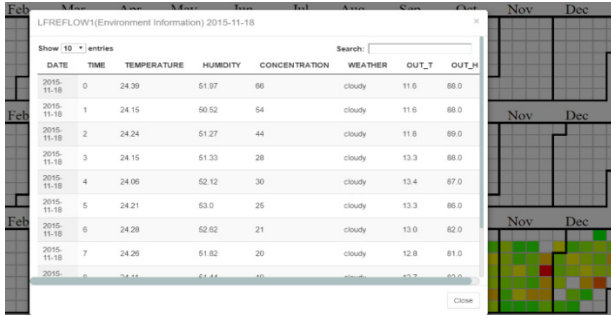 Feb Mar Apr May Jun Jul Aug Sep Oct Nov Dec
LFREFLOW1(Environment Information) 2015-11-18 ×
Show 10 entries Search:
DATE TIME TEMPERATURE HUMIDITY CONCENTRATION WEATHER OUT_T OUT_H
2015-11-18 0 24.39 51.97 66 cloudy 11.6 88.0
2015-11-18 1 24.15 50.52 54 cloudy 11.6 88.0
2015-11-18 2 24.24 51.27 44 cloudy 11.8 89.0
Feb Nov Dec
2015-11-18 3 24.15 51.33 28 cloudy 13.3 88.0
2015-11-18 4 24.06 52.12 30 cloudy 13.4 87.0
2015-11-18 5 24.21 53.0 25 cloudy 13.3 86.0
Feb Nov Dec
2015-11-18 6 24.28 52.62 21 cloudy 13.0 82.0
2015-11-18 7 24.26 51.82 20 cloudy 12.8 81.0
2015-
Close